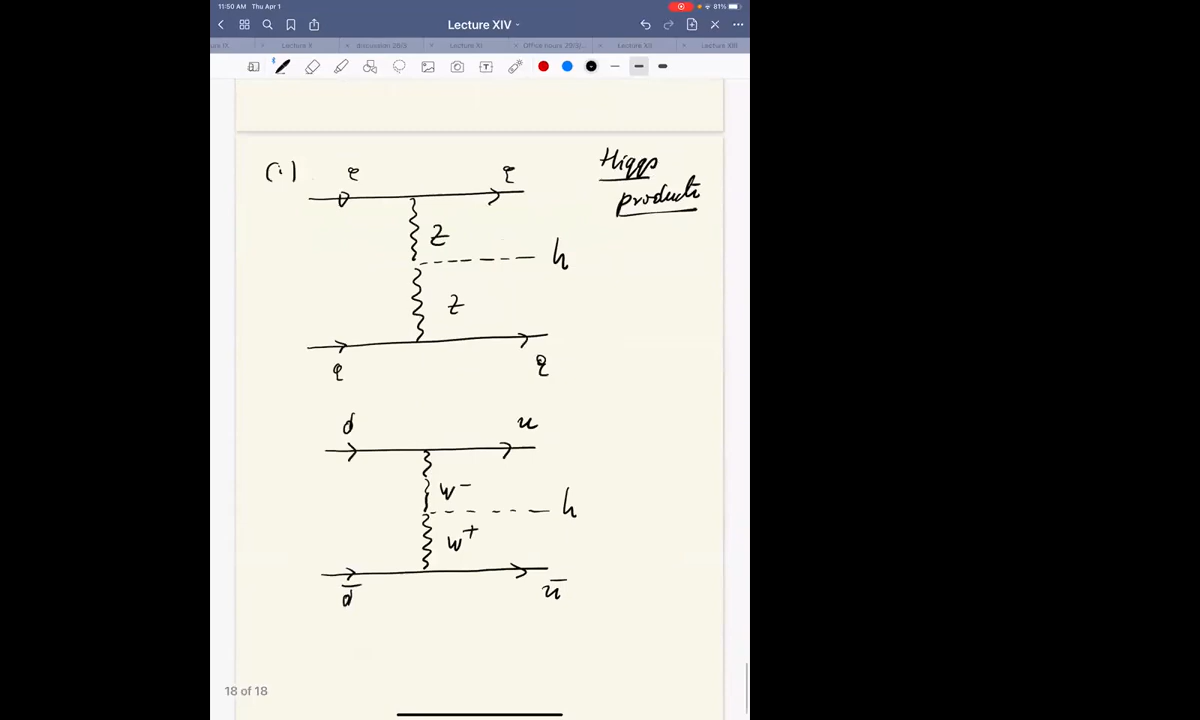 11:50 AM Thu Apr 1
81%
Lecture XIV
Lecture X
discussion 26/3
Lecture XI
Office hours 29/3/...
Lecture XII
Lecture XIII
(i)
q q
Higgs
Z
h
Z
q q
d u
W⁻
h
W⁺
d̄ ū
18 of 18